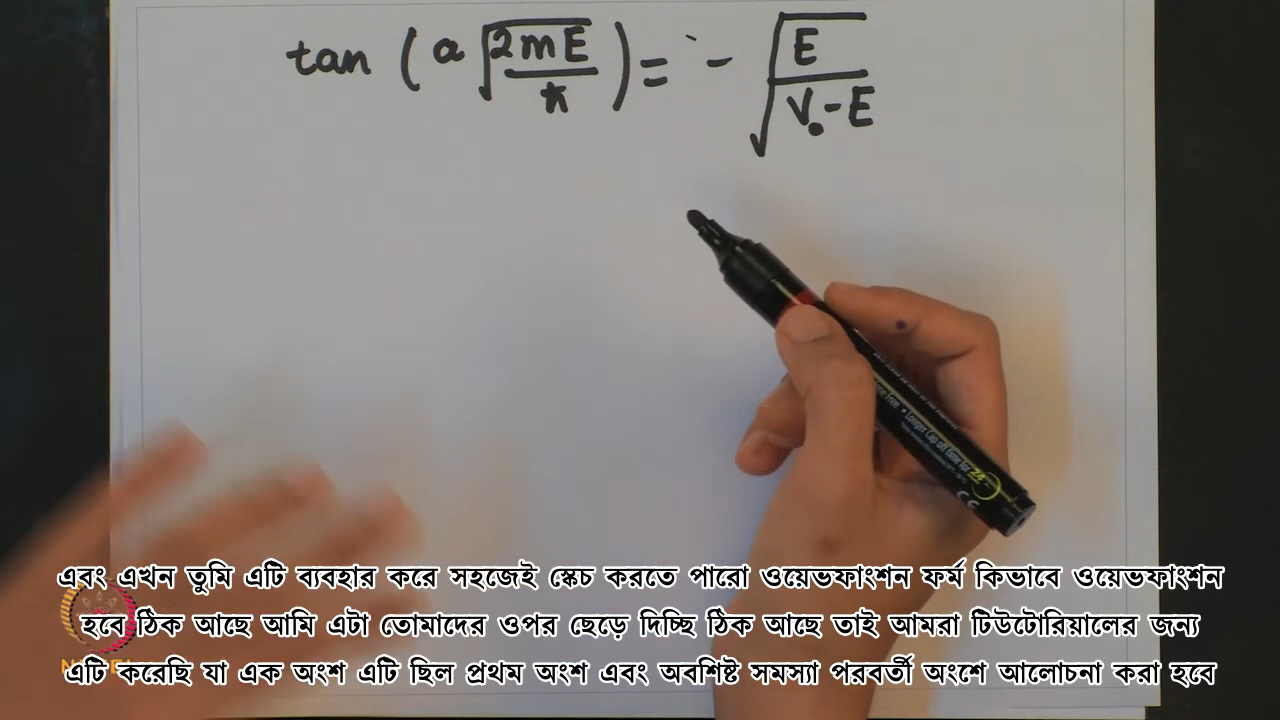 tan ( a √2mE / ħ ) = - √E / V₀-E
এবং এখন তুমি এটি ব্যবহার করে সহজেই স্কেচ করতে পারো ওয়েভফাংশন ফর্ম কিভাবে ওয়েভফাংশন
হবে ঠিক আছে আমি এটা তোমাদের ওপর ছেড়ে দিচ্ছি ঠিক আছে তাই আমরা টিউটোরিয়ালের জন্য
এটি করেছি যা এক অংশ এটি ছিল প্রথম অংশ এবং অবশিষ্ট সমস্যা পরবর্তী অংশে আলোচনা করা হবে